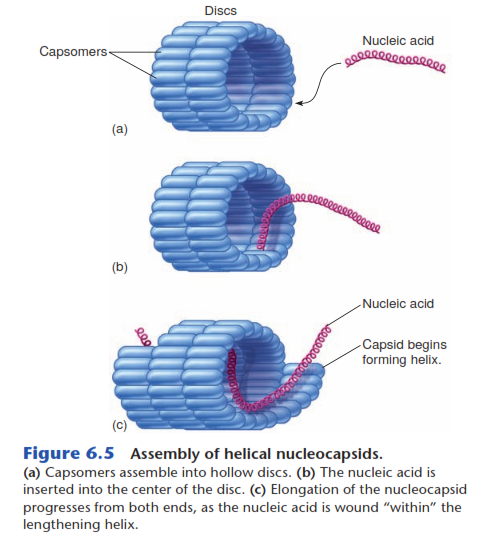 Discs
Capsomers
Nucleic acid
(a)
(b)
Nucleic acid
Capsid begins
forming helix.
(c)
Figure 6.5 Assembly of helical nucleocapsids.
(a) Capsomers assemble into hollow discs. (b) The nucleic acid is
inserted into the center of the disc. (c) Elongation of the nucleocapsid
progresses from both ends, as the nucleic acid is wound “within” the
lengthening helix.